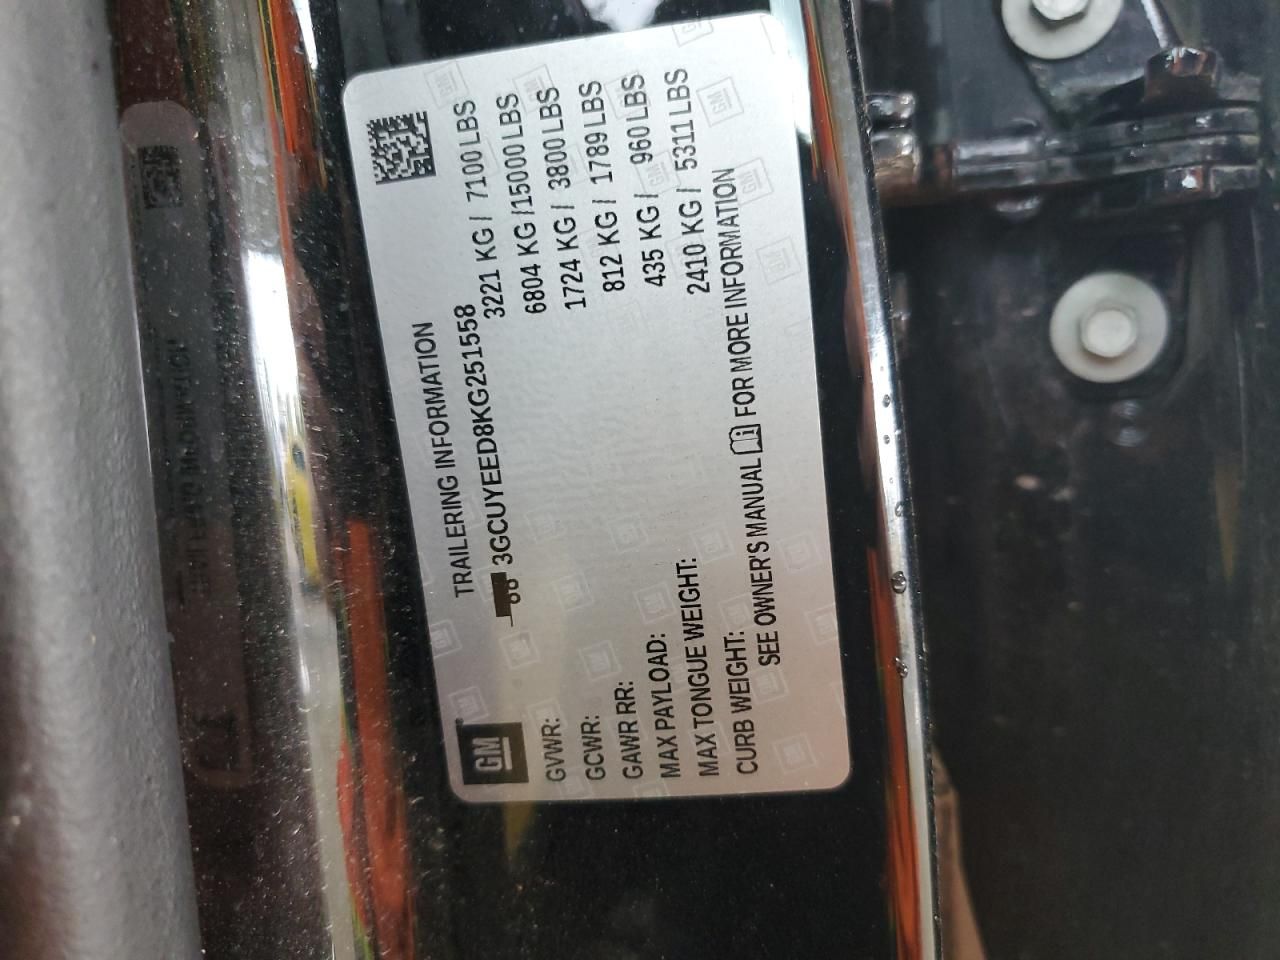 GM
TRAILERING INFORMATION
3GCUYEED8KG251558
GVWR: 3221 KG / 7100 LBS
GCWR: 6804 KG /15000 LBS
GAWR RR: 1724 KG / 3800 LBS
MAX PAYLOAD: 812 KG / 1789 LBS
MAX TONGUE WEIGHT: 435 KG / 960 LBS
CURB WEIGHT: 2410 KG / 5311 LBS
SEE OWNER'S MANUAL FOR MORE INFORMATION